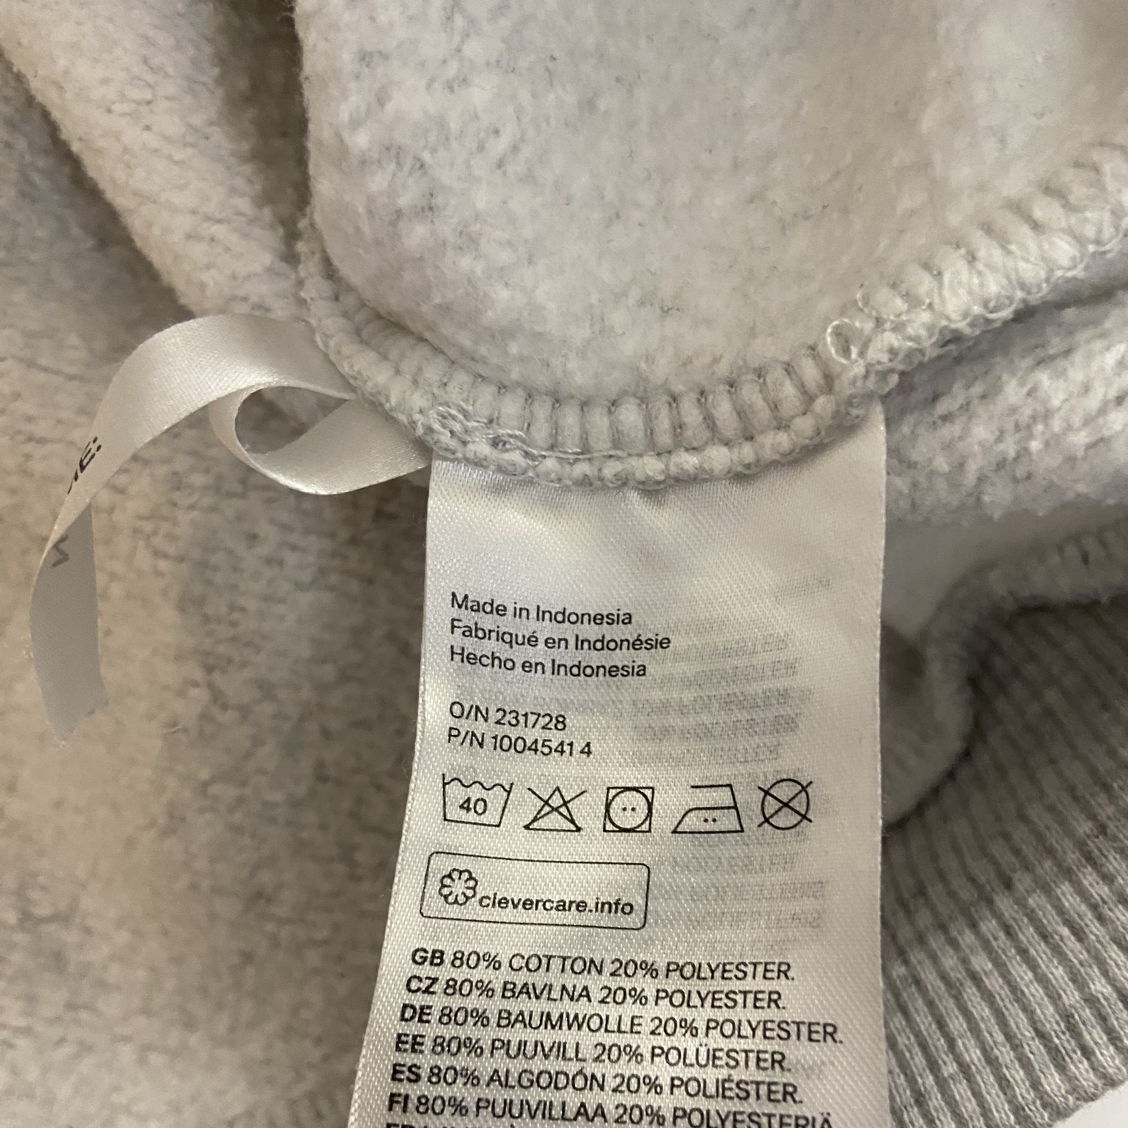 Made in Indonesia
Fabriqué en Indonésie
Hecho en Indonesia
O/N 231728
P/N 10045414
40
clevercare.info
GB 80% COTTON 20% POLYESTER.
CZ 80% BAVLNA 20% POLYESTER.
DE 80% BAUMWOLLE 20% POLYESTER.
EE 80% PUUVILL 20% POLÜESTER.
ES 80% ALGODÓN 20% POLIÉSTER.
FI 80% PUUVILLAA 20% POLYESTERIÄ